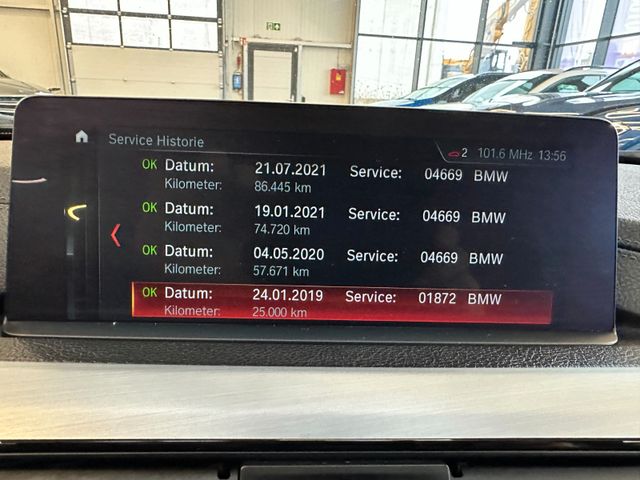 Service Historie
2 101.6 MHz 13:56
OK Datum: 21.07.2021 Service: 04669 BMW
Kilometer: 86.445 km
OK Datum: 19.01.2021 Service: 04669 BMW
Kilometer: 74.720 km
OK Datum: 04.05.2020 Service: 04669 BMW
Kilometer: 57.671 km
OK Datum: 24.01.2019 Service: 01872 BMW
Kilometer: 25.000 km